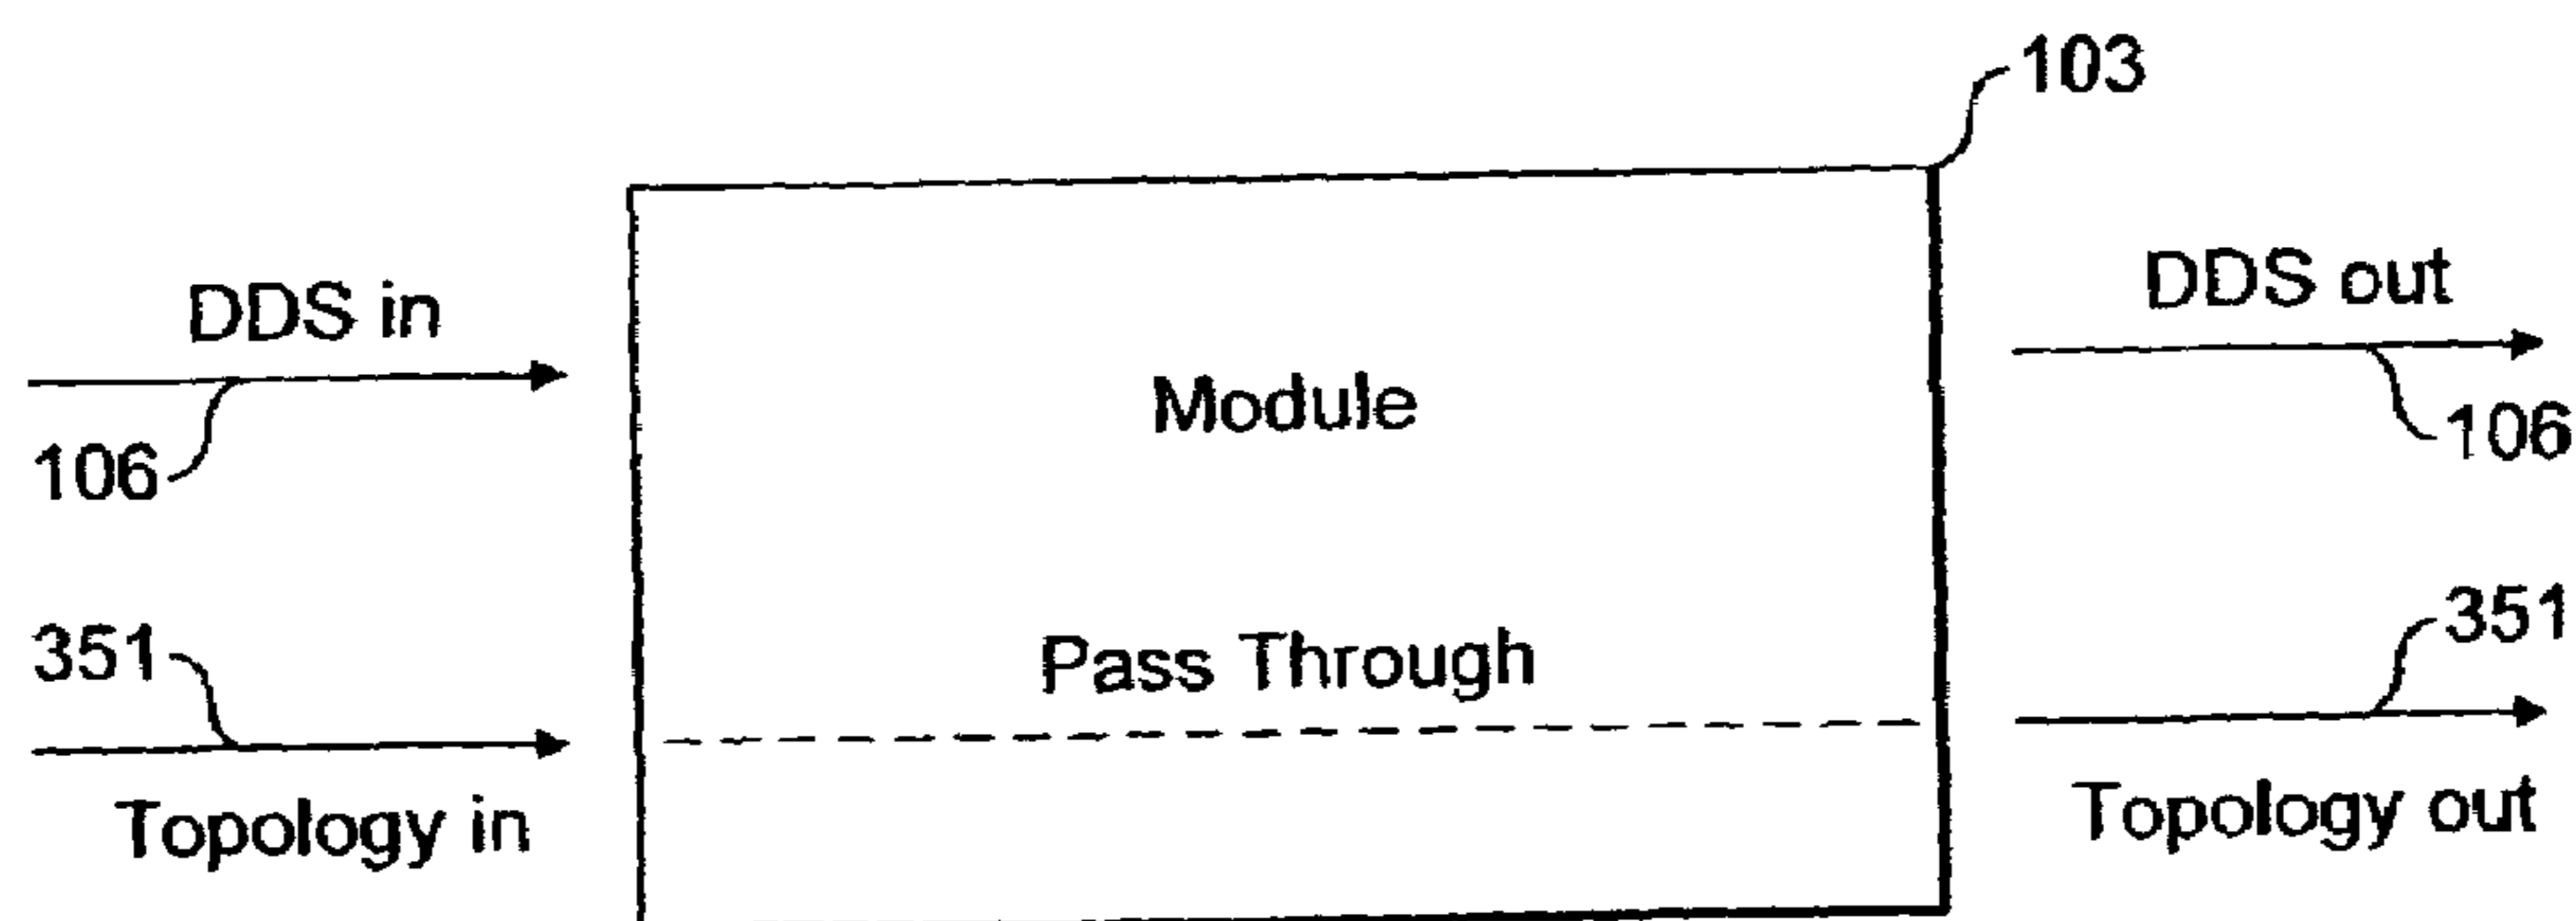 103
DDS in
DDS out
106
Module
106
351
Pass Through
351
Topology in
Topology out